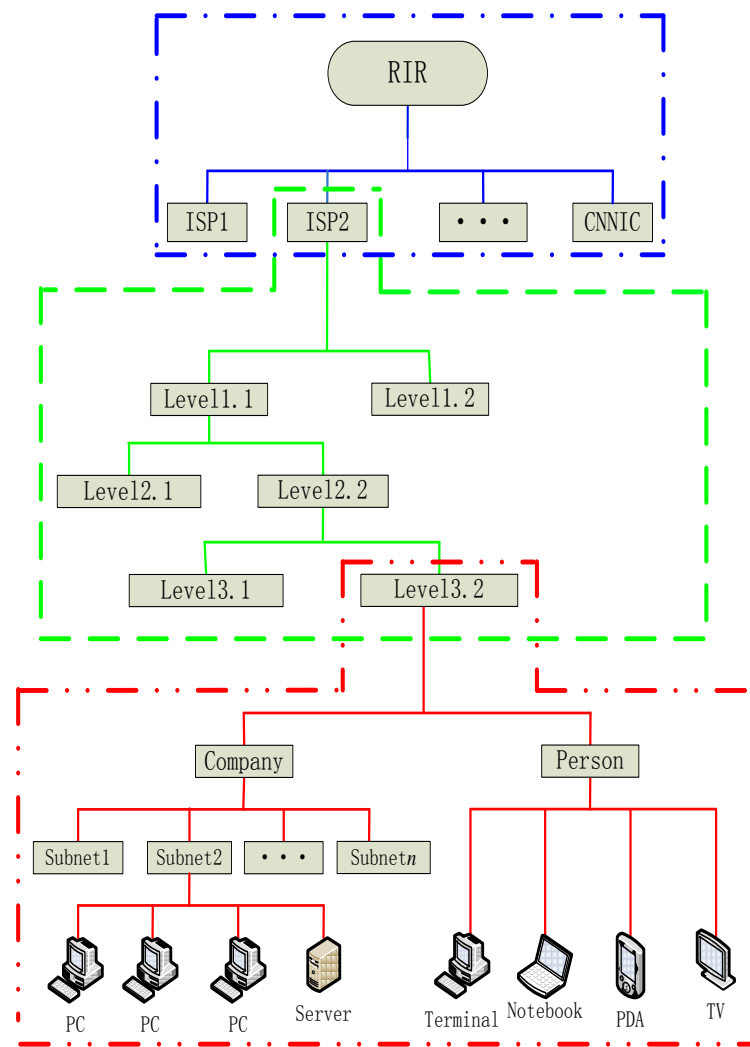 RIR
ISP1
ISP2
• • •
CNNIC
Level1.1
Level1.2
Level2.1
Level2.2
Level3.1
Level3.2
Company
Person
Subnet1
Subnet2
• • •
Subnetn
PC
PC
PC
Server
Terminal
Notebook
PDA
TV